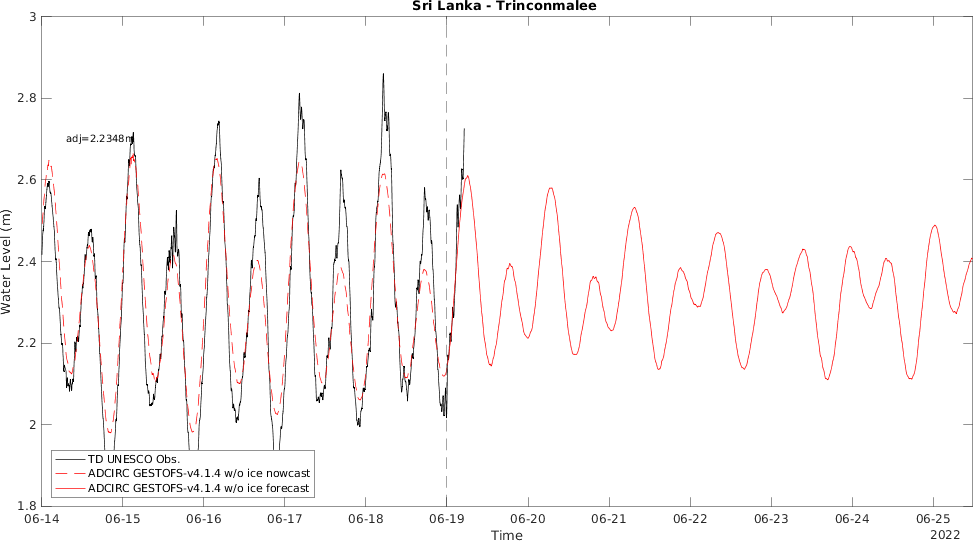 Sri Lanka - Trinconmalee
3
2.8
2.6
2.4
2.2
2
1.8
Water Level (m)
adj=2.2348m
TD UNESCO Obs.
ADCIRC GESTOFS-v4.1.4 w/o ice nowcast
ADCIRC GESTOFS-v4.1.4 w/o ice forecast
06-14 06-15 06-16 06-17 06-18 06-19 06-20 06-21 06-22 06-23 06-24 06-25
Time 2022